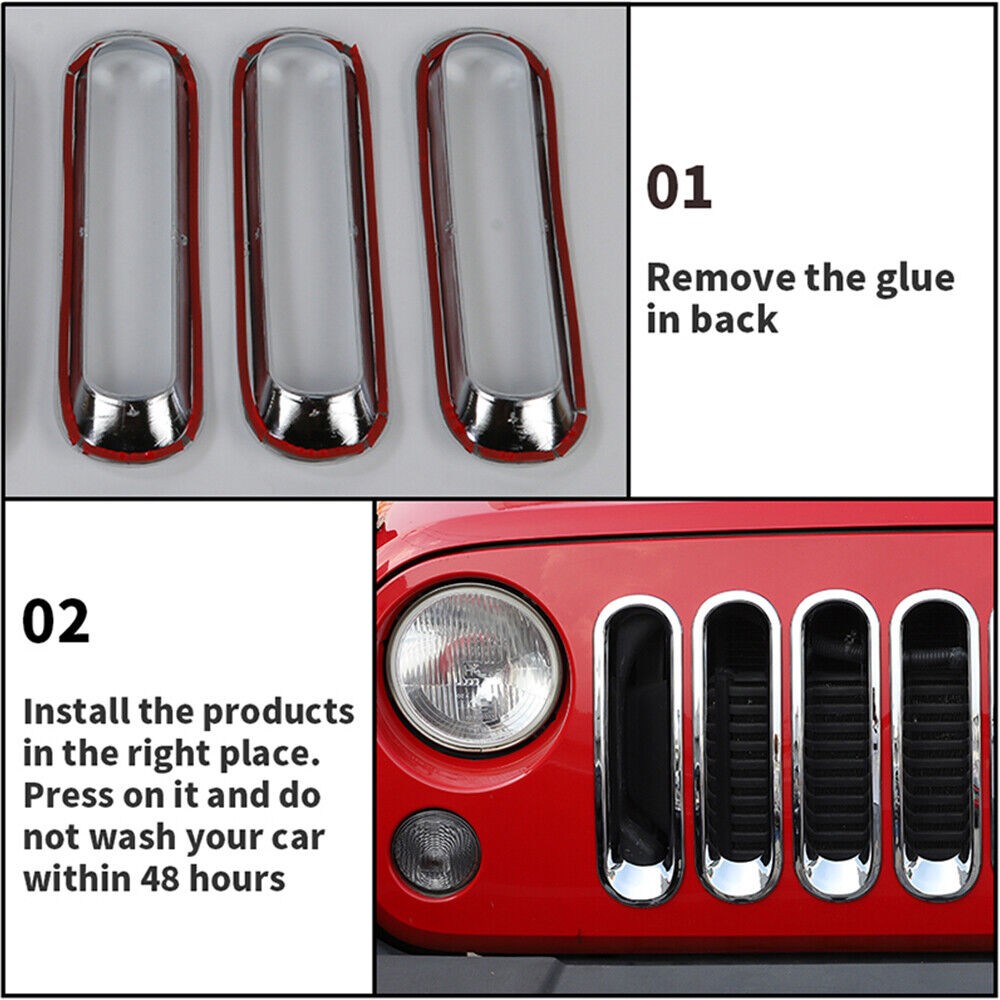 01
Remove the glue
in back
02
Install the products
in the right place.
Press on it and do
not wash your car
within 48 hours